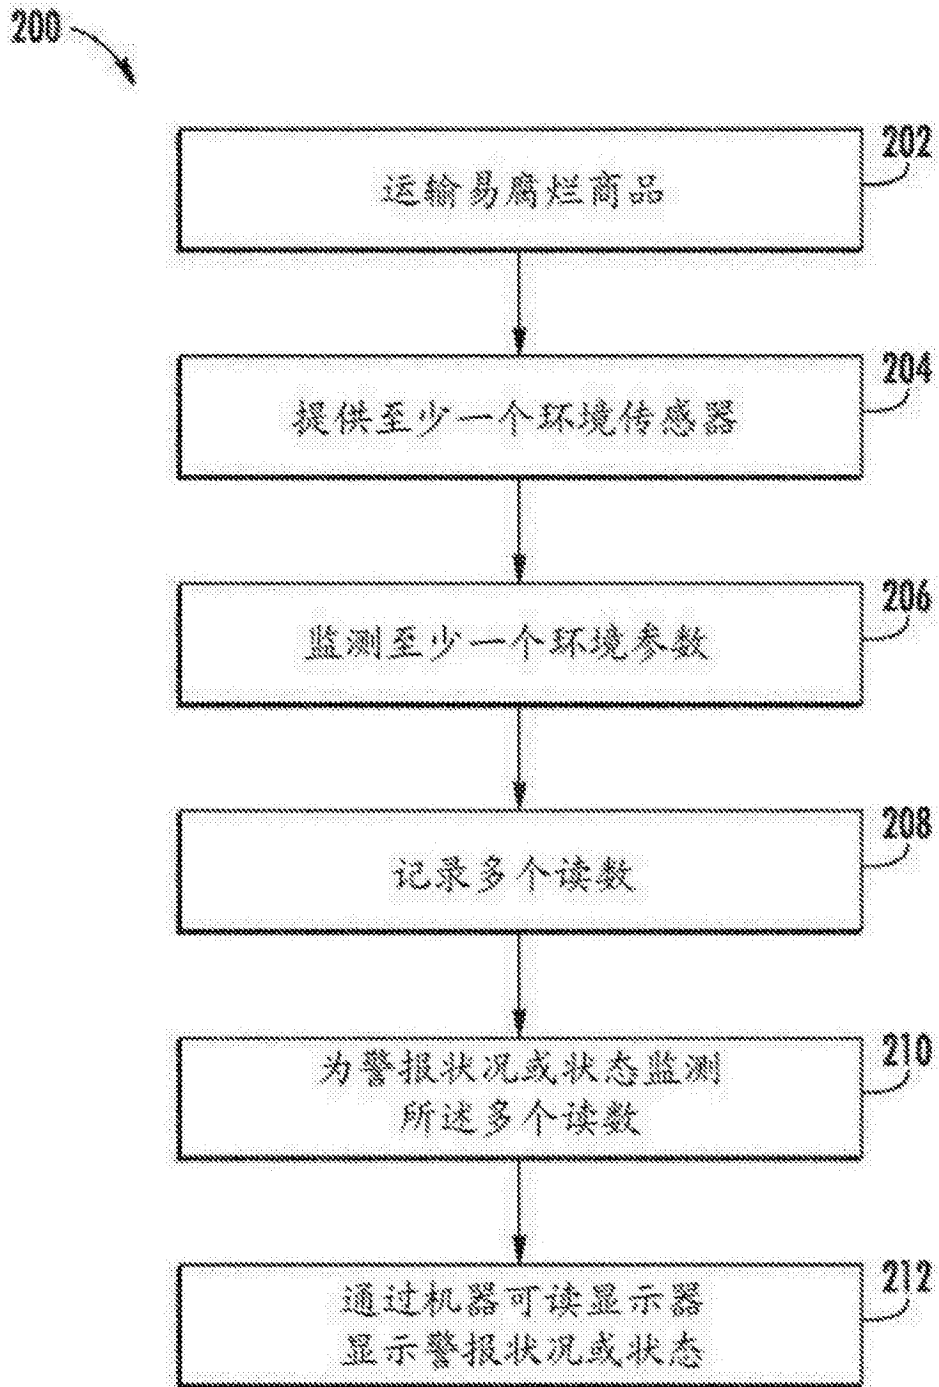 200
202
运输易腐烂商品
204
提供至少一个环境传感器
206
监测至少一个环境参数
208
记录多个读数
210
为警报状况或状态监测
所述多个读数
212
通过机器可读显示器
显示警报状况或状态